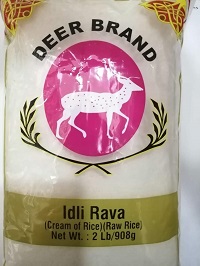 DEER BRAND
Idli Rava
(Cream of Rice)(Raw Rice)
Net Wt. : 2 Lb/908g